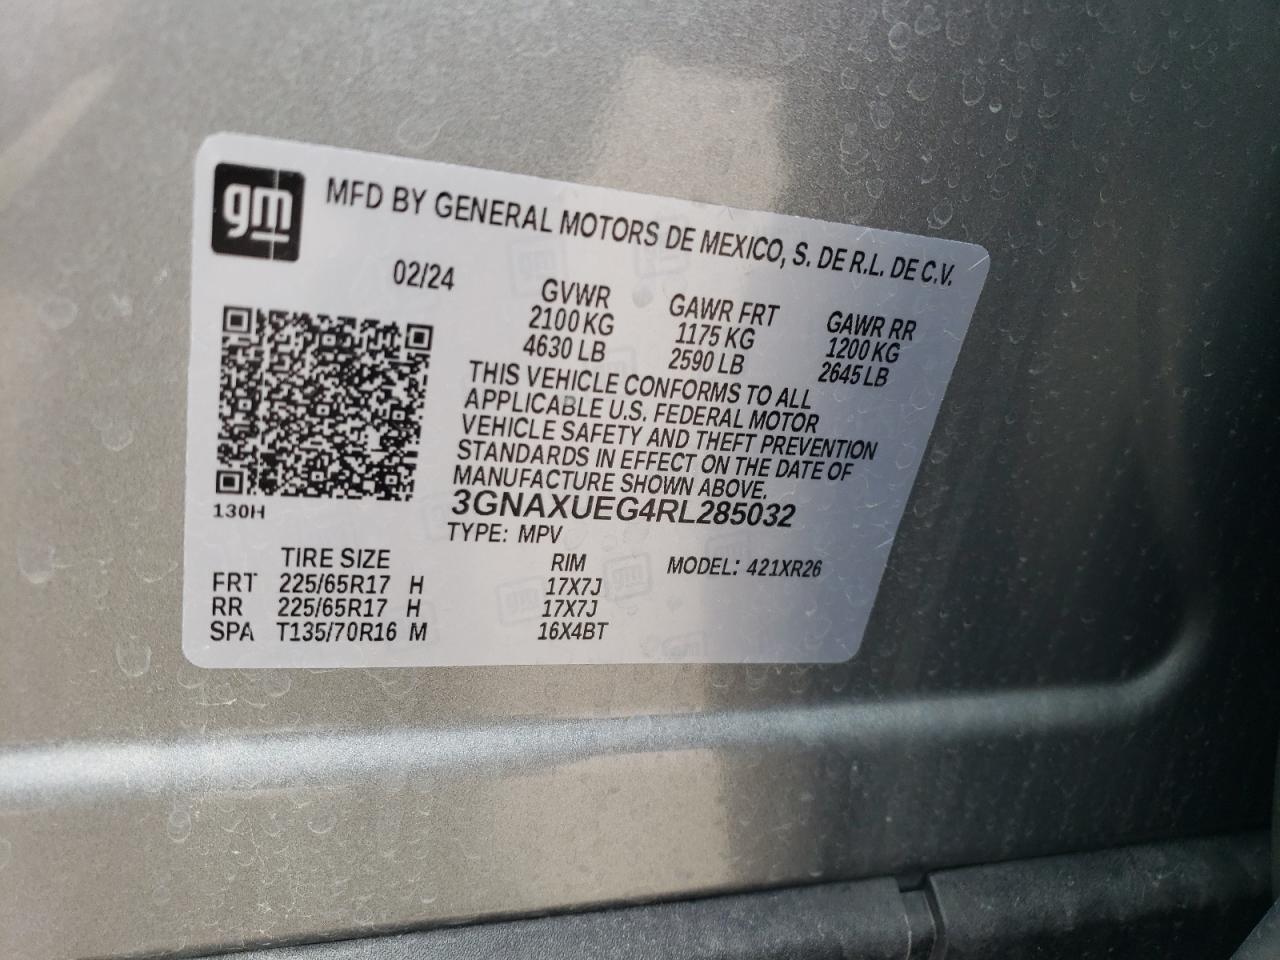 gm
MFD BY GENERAL MOTORS DE MEXICO, S. DE R.L. DE C.V.
02/24
GVWR GAWR FRT GAWR RR
2100 KG 1175 KG 1200 KG
4630 LB 2590 LB 2645 LB
THIS VEHICLE CONFORMS TO ALL
APPLICABLE U.S. FEDERAL MOTOR
VEHICLE SAFETY AND THEFT PREVENTION
STANDARDS IN EFFECT ON THE DATE OF
MANUFACTURE SHOWN ABOVE.
3GNAXUEG4RL285032
130H
TYPE: MPV
TIRE SIZE RIM MODEL: 421XR26
FRT 225/65R17 H 17X7J
RR 225/65R17 H 17X7J
SPA T135/70R16 M 16X4BT